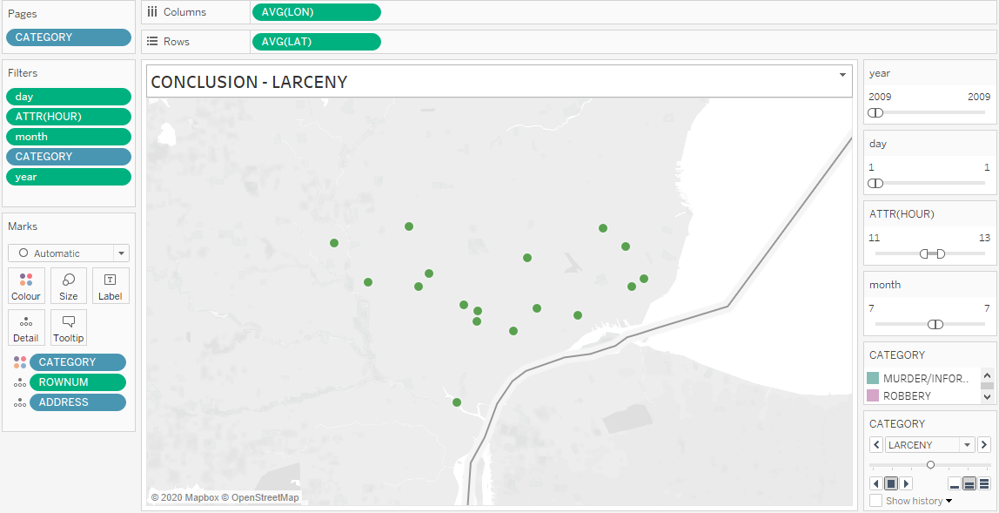 Pages
CATEGORY
Columns
AVG(LON)
Rows
AVG(LAT)
Filters
day
ATTR(HOUR)
month
CATEGORY
year
Marks
Automatic
Colour Size Label
Detail Tooltip
CATEGORY
ROWNUM
ADDRESS
CONCLUSION - LARCENY
© 2020 Mapbox © OpenStreetMap
year
2009 2009
day
1 1
ATTR(HOUR)
11 13
month
7 7
CATEGORY
MURDER/INFOR..
ROBBERY
CATEGORY
LARCENY
Show history